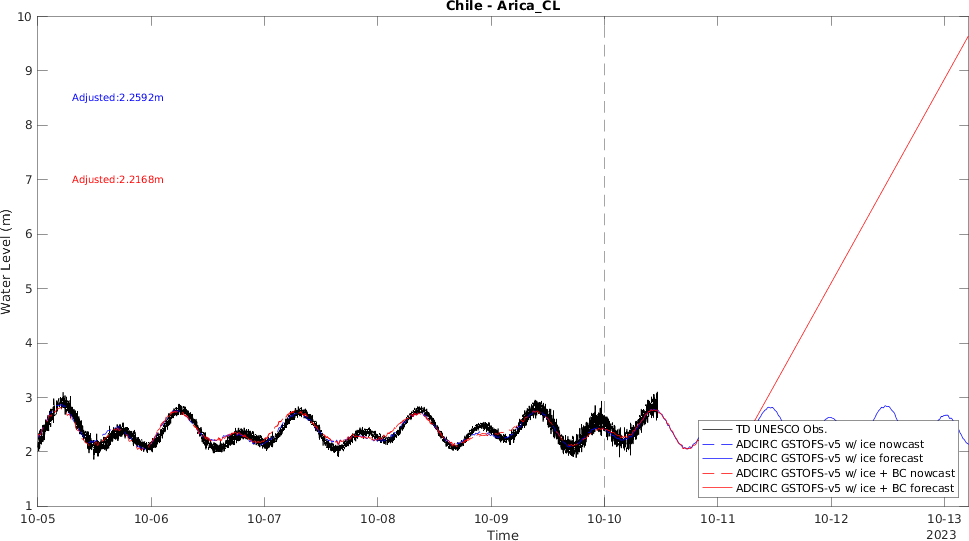 Chile - Arica_CL
10
9
8
7
6
5
4
3
2
1
Water Level (m)
Adjusted:2.2592m
Adjusted:2.2168m
TD UNESCO Obs.
ADCIRC GSTOFS-v5 w/ ice nowcast
ADCIRC GSTOFS-v5 w/ ice forecast
ADCIRC GSTOFS-v5 w/ ice + BC nowcast
ADCIRC GSTOFS-v5 w/ ice + BC forecast
10-05 10-06 10-07 10-08 10-09 10-10 10-11 10-12 10-13
Time
2023